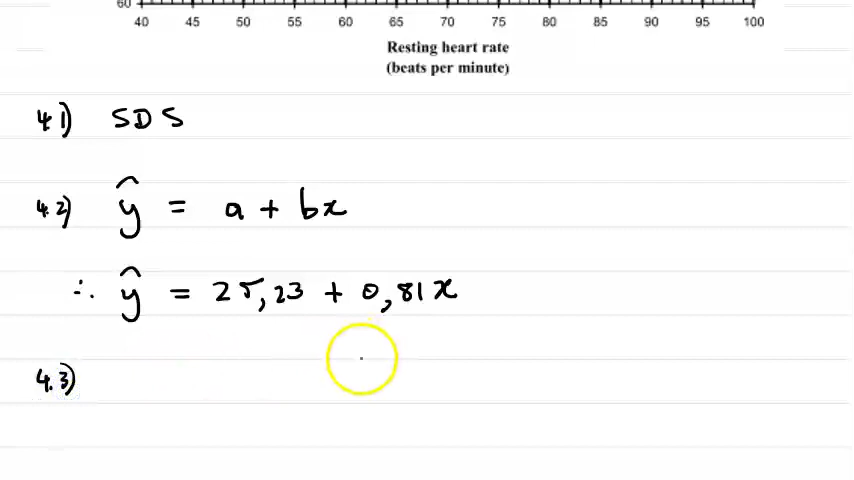 60
40 45 50 55 60 65 70 75 80 85 90 95 100
Resting heart rate
(beats per minute)
4.1) SDS
4.2) ŷ = a + bx
∴ ŷ = 25,23 + 0,81x
4.3)